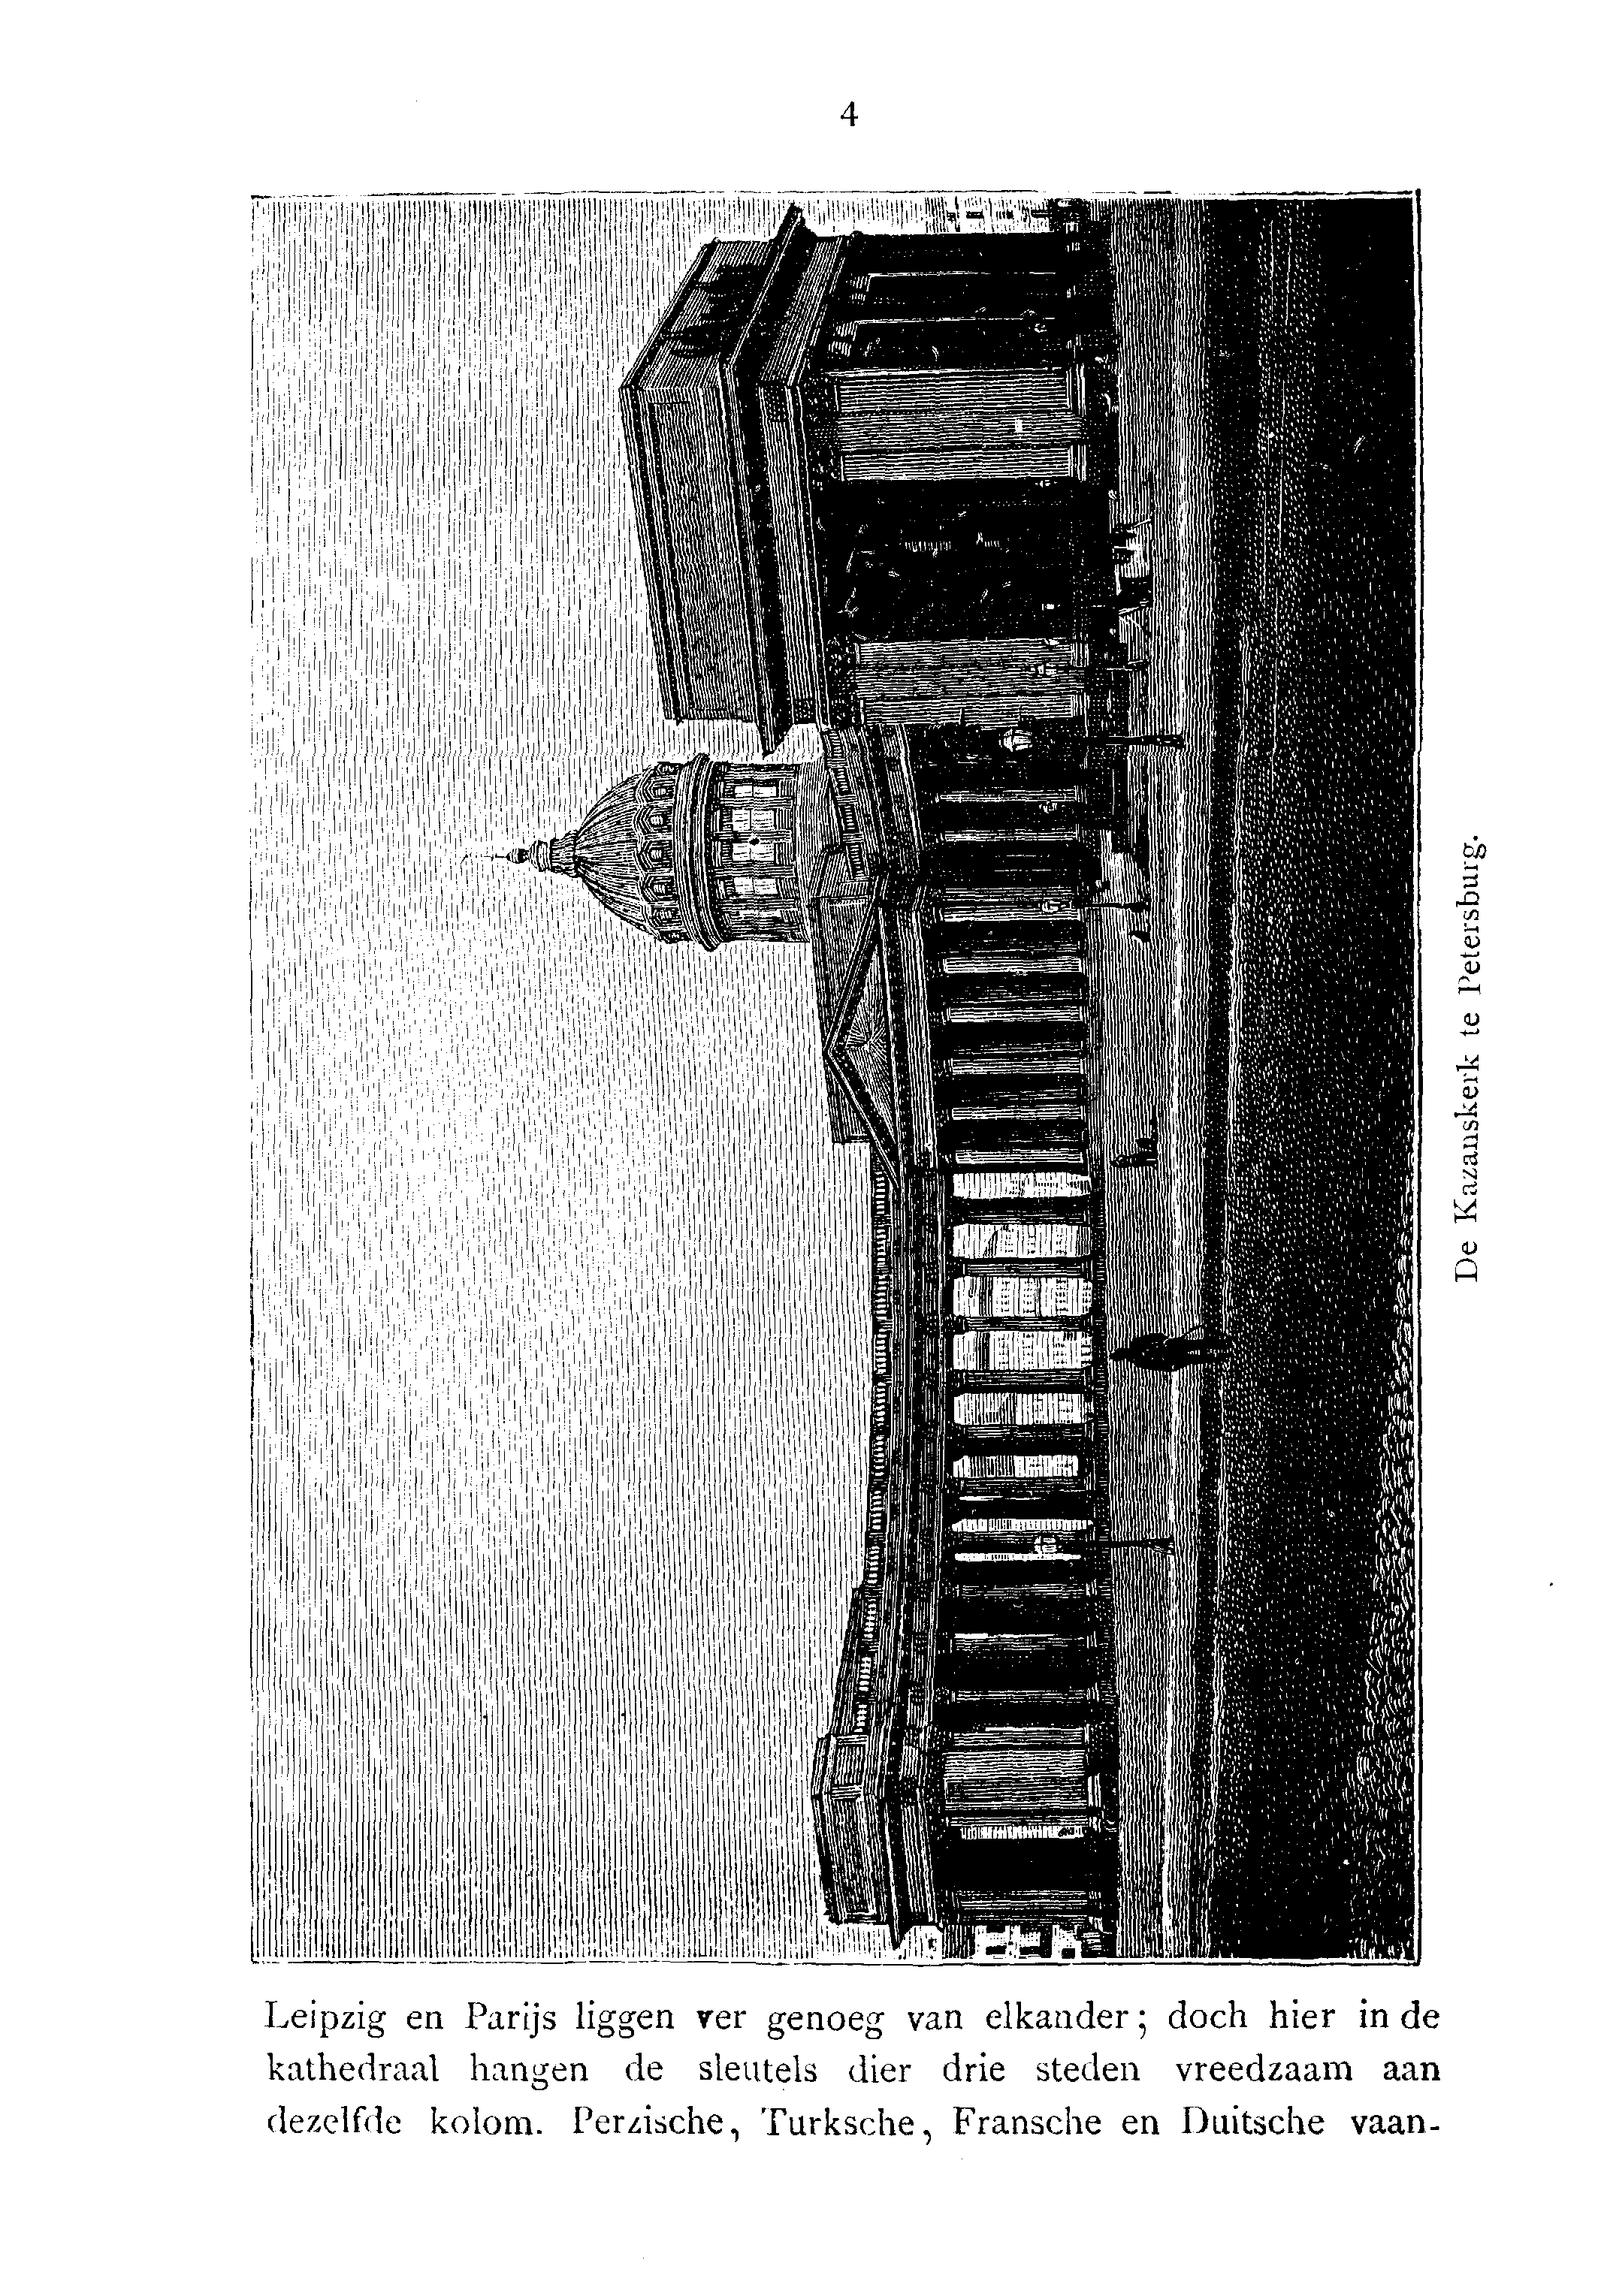 4
De Kazanskerk te Petersburg.
Leipzig en Parijs liggen ver genoeg van elkander; doch hier in de
kathedraal hangen de sleutels dier drie steden vreedzaam aan
dezelfde kolom. Perzische, Turksche, Fransche en Duitsche vaan-